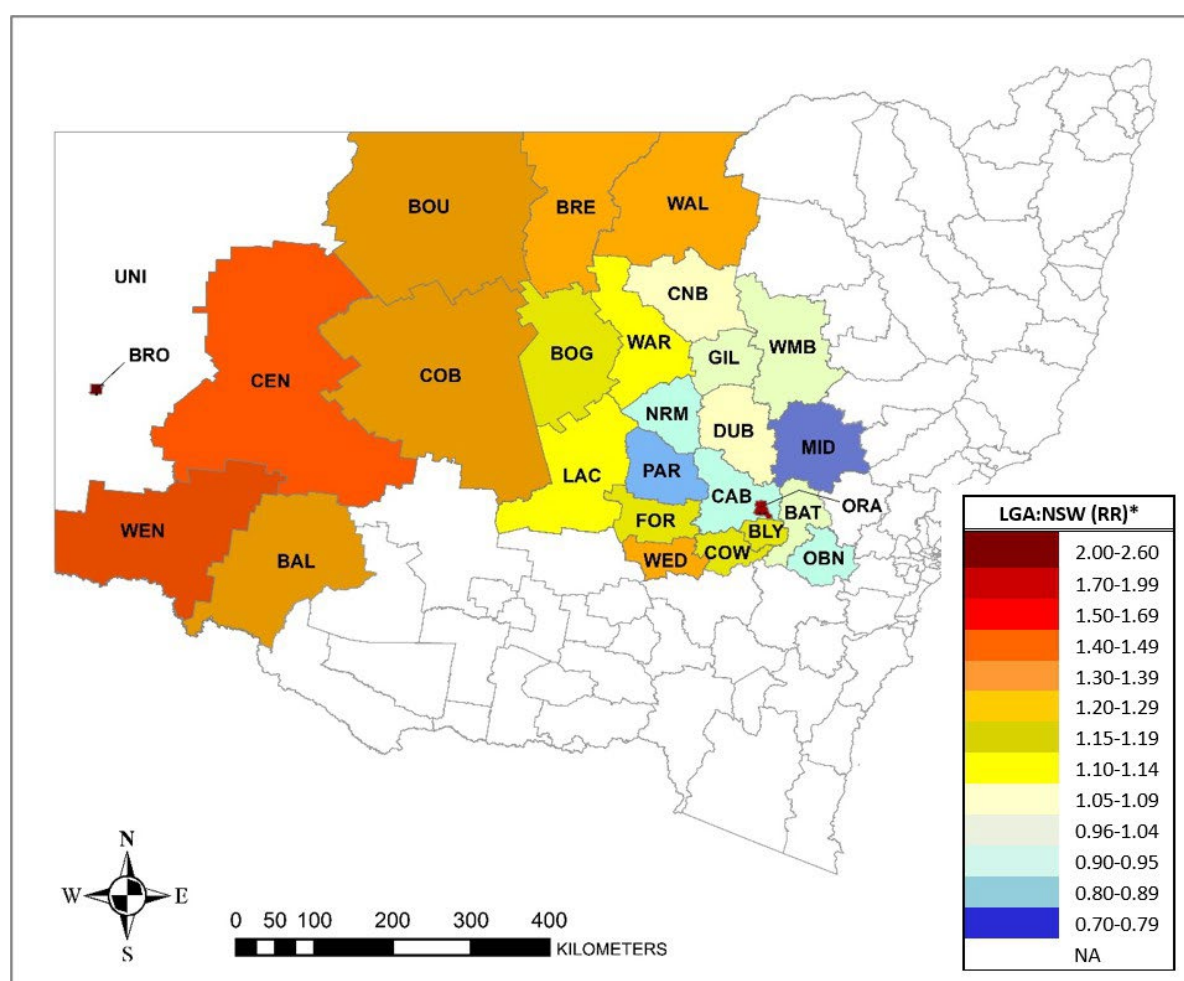 BOU
BRE
WAL
UNI
CNB
BRO
WAR
BOG
GIL
WMB
CEN
COB
NRM
DUB
MID
PAR
LAC
CAB
ORA
WEN
FOR
BAT
BLY
BAL
WED
COW
OBN
LGA:NSW (RR)*
2.00-2.60
1.70-1.99
1.50-1.69
1.40-1.49
1.30-1.39
1.20-1.29
1.15-1.19
1.10-1.14
1.05-1.09
0.96-1.04
0.90-0.95
0.80-0.89
0.70-0.79
NA
N
W E
S
0 50 100 200 300 400
KILOMETERS